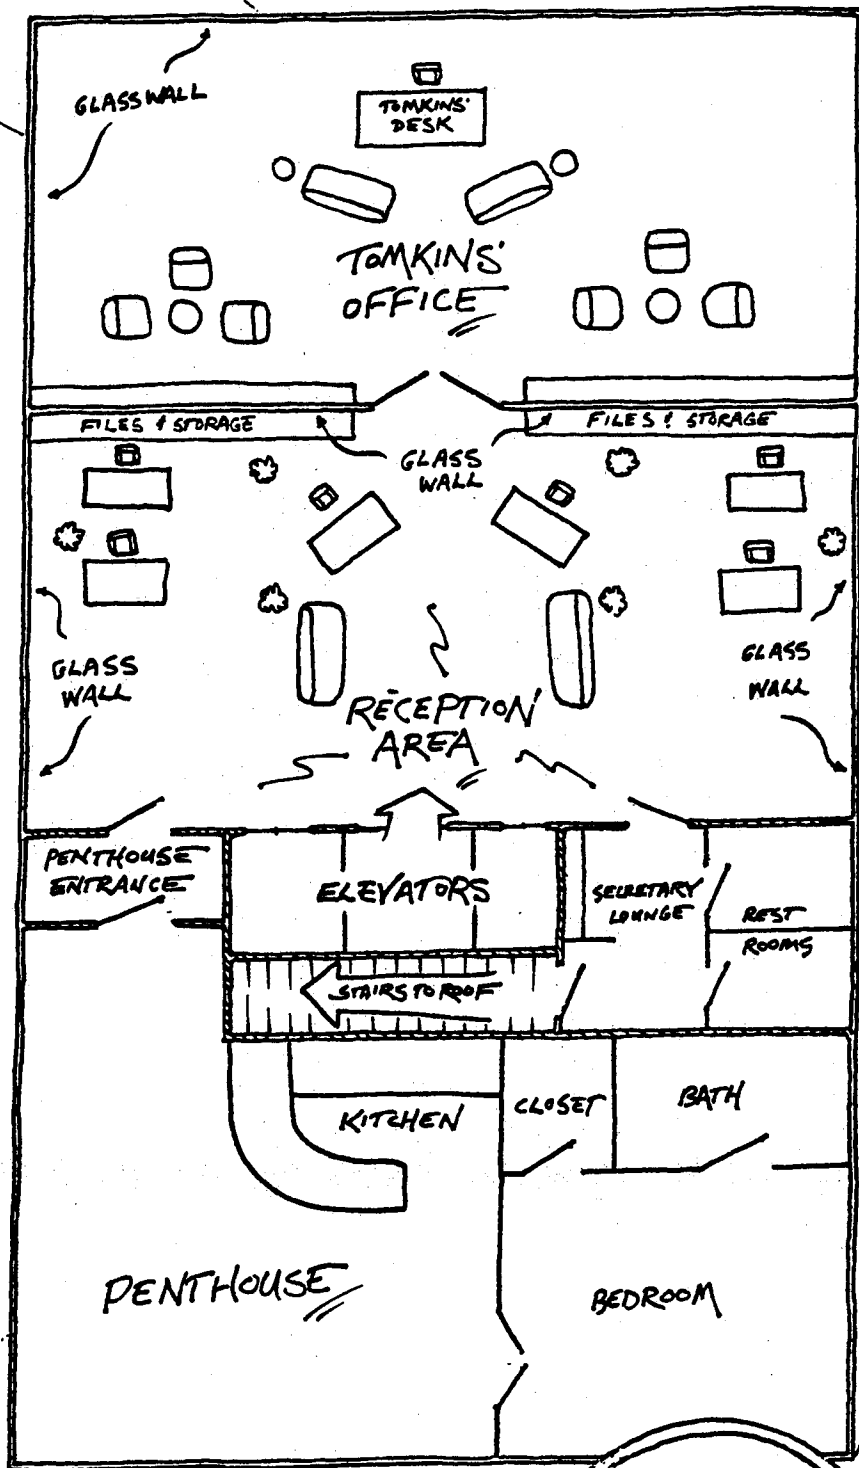 GLASS WALL
TOMKINS'
DESK
TOMKINS'
OFFICE
FILES & STORAGE
FILES & STORAGE
GLASS
WALL
GLASS
WALL
GLASS
WALL
RECEPTION
AREA
PENTHOUSE
ENTRANCE
ELEVATORS
SECRETARY
LOUNGE
REST
ROOMS
STAIRS TO ROOF
KITCHEN
CLOSET
BATH
PENTHOUSE
BEDROOM